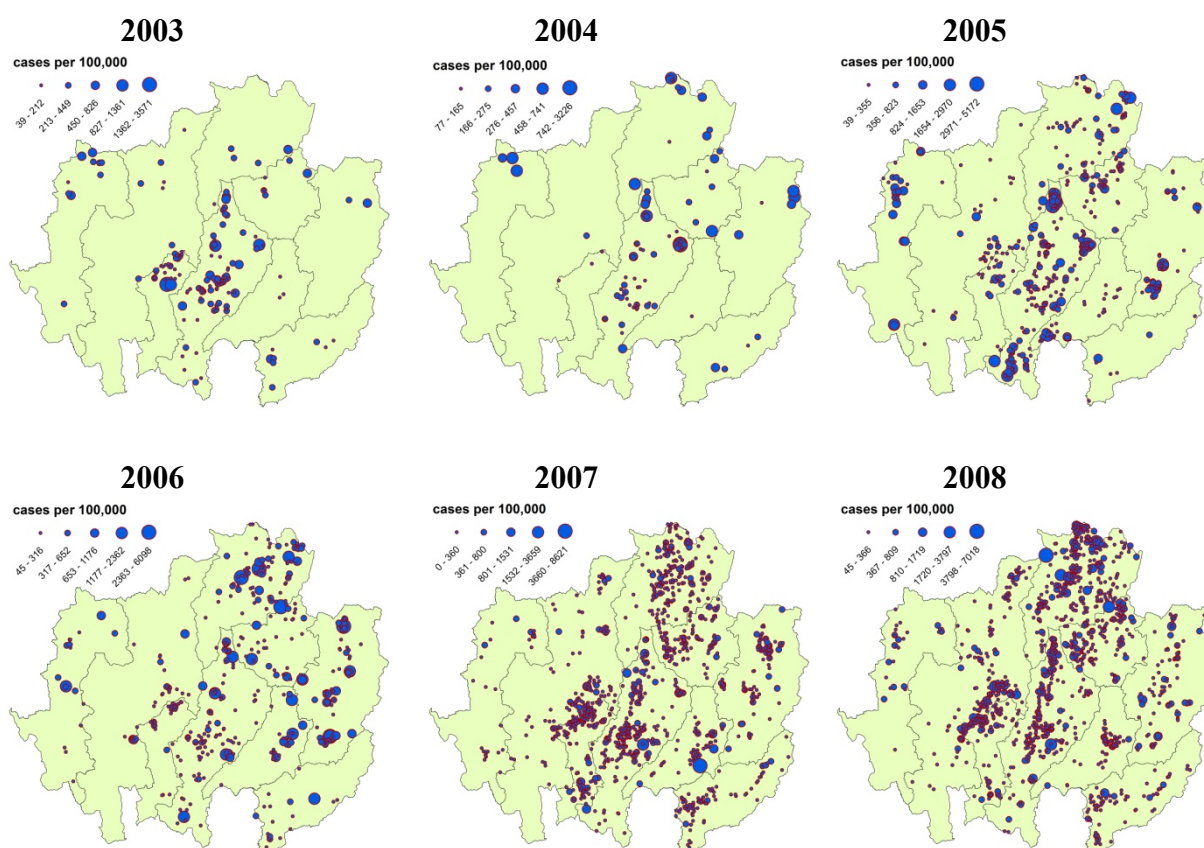 2003
cases per 100,000
39 - 212
213 - 449
450 - 826
827 - 1361
1362 - 3571
2004
cases per 100,000
77 - 165
166 - 275
276 - 457
458 - 741
742 - 3226
2005
cases per 100,000
39 - 355
356 - 823
824 - 1653
1654 - 2970
2971 - 5172
2006
cases per 100,000
45 - 316
317 - 652
653 - 1176
1177 - 2362
2363 - 6098
2007
cases per 100,000
0 - 360
361 - 800
801 - 1531
1532 - 3659
3660 - 8621
2008
cases per 100,000
45 - 366
367 - 809
810 - 1719
1720 - 3797
3798 - 7018